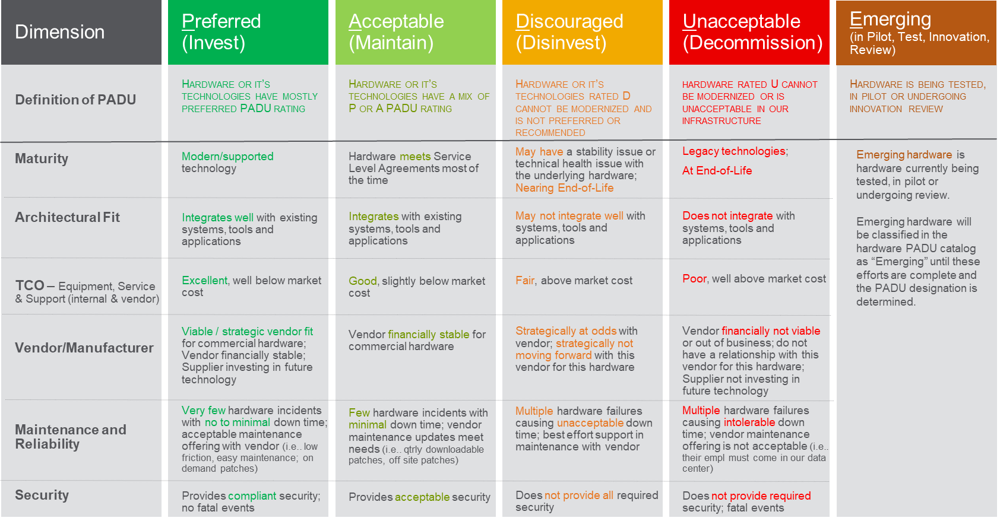 Dimension
Preferred
(Invest)
Acceptable
(Maintain)
Discouraged
(Disinvest)
Unacceptable
(Decommission)
Emerging
(in Pilot, Test, Innovation,
Review)
Definition of PADU
HARDWARE OR IT'S
TECHNOLOGIES HAVE MOSTLY
PREFERRED PADU RATING
HARDWARE OR IT'S
TECHNOLOGIES HAVE A MIX OF
P OR A PADU RATING
HARDWARE OR IT'S
TECHNOLOGIES RATED D
CANNOT BE MODERNIZED AND
IS NOT PREFERRED OR
RECOMMENDED
HARDWARE RATED U CANNOT
BE MODERNIZED OR IS
UNACCEPTABLE IN OUR
INFRASTRUCTURE
HARDWARE IS BEING TESTED,
IN PILOT OR UNDERGOING
INNOVATION REVIEW
Maturity
Modern/supported
technology
Hardware meets Service
Level Agreements most of
the time
May have a stability issue or
technical health issue with
the underlying hardware;
Nearing End-of-Life
Legacy technologies;
At End-of-Life
Emerging hardware is
hardware currently being
tested, in pilot or
undergoing review.
Emerging hardware will
be classified in the
hardware PADU catalog
as “Emerging” until these
efforts are complete and
the PADU designation is
determined.
Architectural Fit
Integrates well with existing
systems, tools and
applications
Integrates with existing
systems, tools and
applications
May not integrate well with
systems, tools and
applications
Does not integrate with
systems, tools and
applications
TCO – Equipment, Service
& Support (internal & vendor)
Excellent, well below market
cost
Good, slightly below market
cost
Fair, above market cost
Poor, well above market cost
Vendor/Manufacturer
Viable / strategic vendor fit
for commercial hardware;
Vendor financially stable;
Supplier investing in future
technology
Vendor financially stable for
commercial hardware
Strategically at odds with
vendor; strategically not
moving forward with this
vendor for this hardware
Vendor financially not viable
or out of business; do not
have a relationship with this
vendor for this hardware;
Supplier not investing in
future technology
Maintenance and
Reliability
Very few hardware incidents
with no to minimal down time;
acceptable maintenance
offering with vendor (i.e.. low
friction, easy maintenance; on
demand patches)
Few hardware incidents with
minimal down time; vendor
maintenance updates meet
needs (i.e.. qtrly downloadable
patches, off site patches)
Multiple hardware failures
causing unacceptable down
time; best effort support in
maintenance with vendor
Multiple hardware failures
causing intolerable down
time; vendor maintenance
offering is not acceptable (i.e..
their empl must come in our data
center)
Security
Provides compliant security;
no fatal events
Provides acceptable security
Does not provide all required
security
Does not provide required
security; fatal events